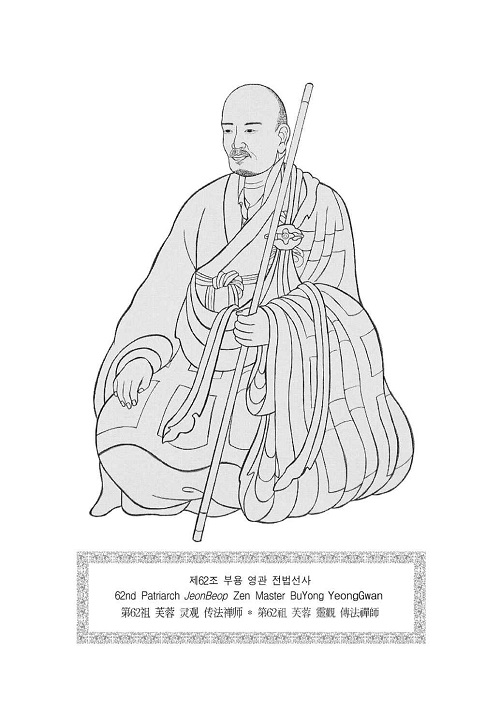 제62조 부용 영관 전법선사
62nd Patriarch JeonBeop Zen Master BuYong YeongGwan
第62祖 芙蓉 灵观 传法禅师 * 第62祖 芙蓉 靈觀 傳法禪師